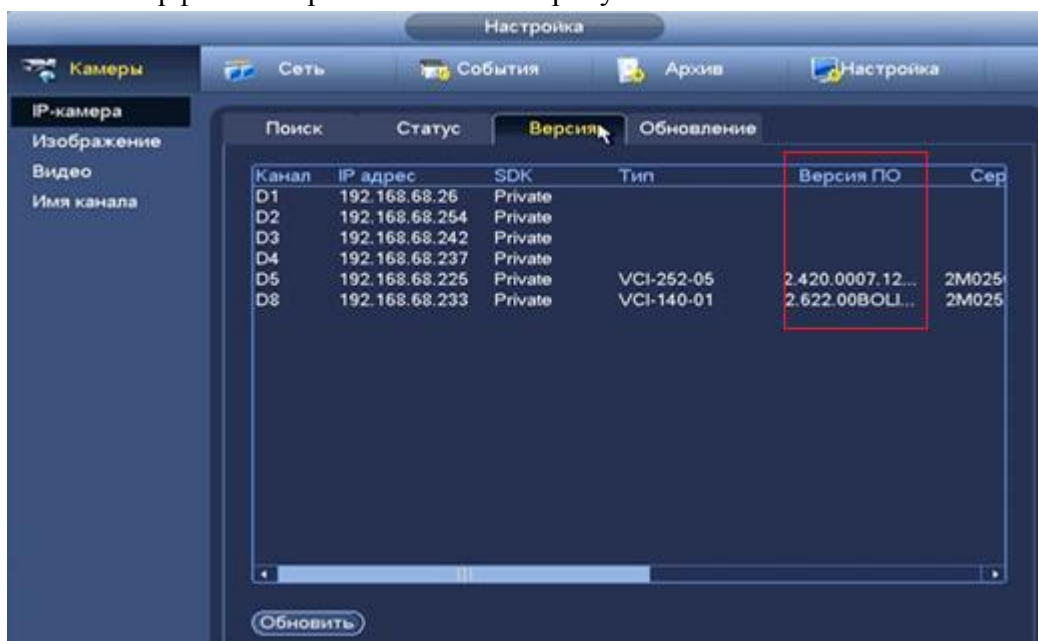 Настройка
Камеры Сеть События Архив Настройка
IP-камера
Изображение
Видео
Имя канала
Поиск Статус Версия Обновление
Канал IP адрес SDK Тип Версия ПО Сер
D1 192.168.68.26 Private
D2 192.168.68.254 Private
D3 192.168.68.242 Private
D4 192.168.68.237 Private
D5 192.168.68.225 Private VCI-252-05 2.420.0007.12... 2M025
D8 192.168.68.233 Private VCI-140-01 2.622.00BOLI... 2M025
Обновить